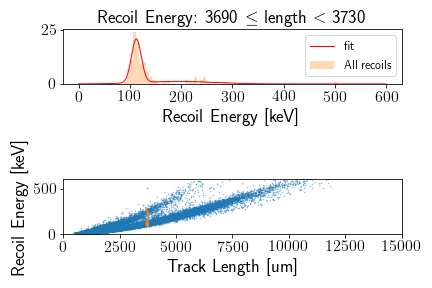 Recoil Energy: 3690 ≤ length < 3730
25
0
fit
All recoils
0 100 200 300 400 500 600
Recoil Energy [keV]
Recoil Energy [keV]
500
0
0 2500 5000 7500 10000 12500 15000
Track Length [um]